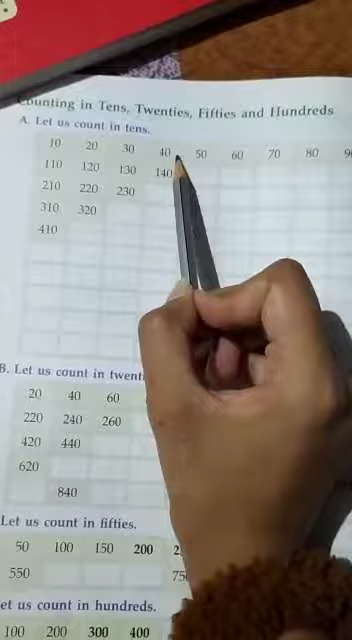 Counting in Tens, Twenties, Fifties and Hundreds
A. Let us count in tens.
10 20 30 40 50 60 70 80
110 120 130 140
210 220 230
310 320
410
B. Let us count in
20 40 60
220 240 260
420 440
620
840
Let us count in fifties.
50 100 150 200
550
et us count in hundreds.
100 200 300 400